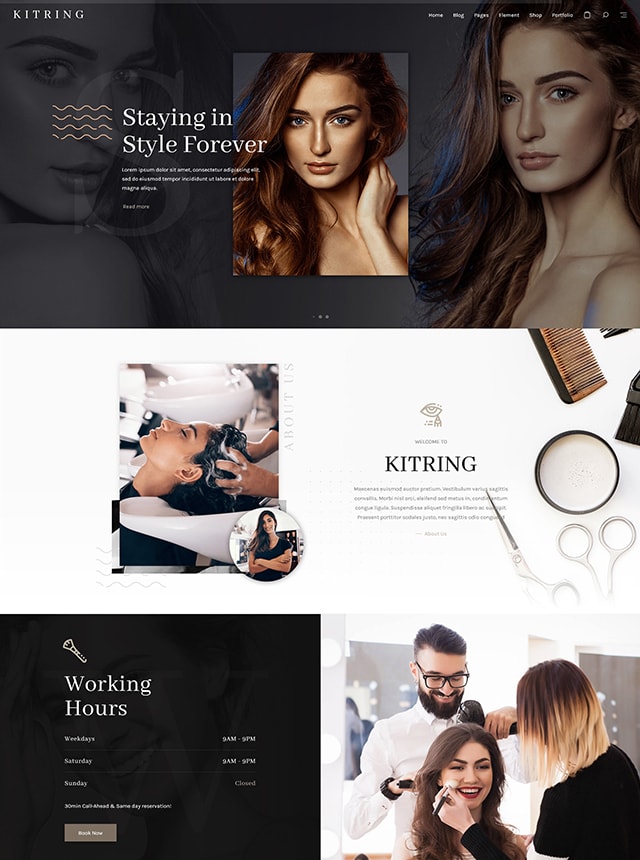 KITRING
Home Blog Pages Element Shop Portfolio
S
Staying in
Style Forever
Lorem ipsum dolor sit amet, consectetur adipiscing elit,
sed do eiusmod tempor incididunt ut labore et dolore
magna aliqua.
Read more
ABOUT US
WELCOME TO
KITRING
Maecenas euismod auctor pretium. Vestibulum varius sagittis
convallis. Morbi nisl orci, eleifend sed metus in, condimentum
congue ligula. Suspendisse aliquet fringilla libero ac suscipit.
Praesent porttitor sodales justo, nec sagittis odio congue
About Us
Working
Hours
Weekdays 9AM - 9PM
Saturday 9AM - 9PM
Sunday Closed
30min Call-Ahead & Same day reservation!
Book Now